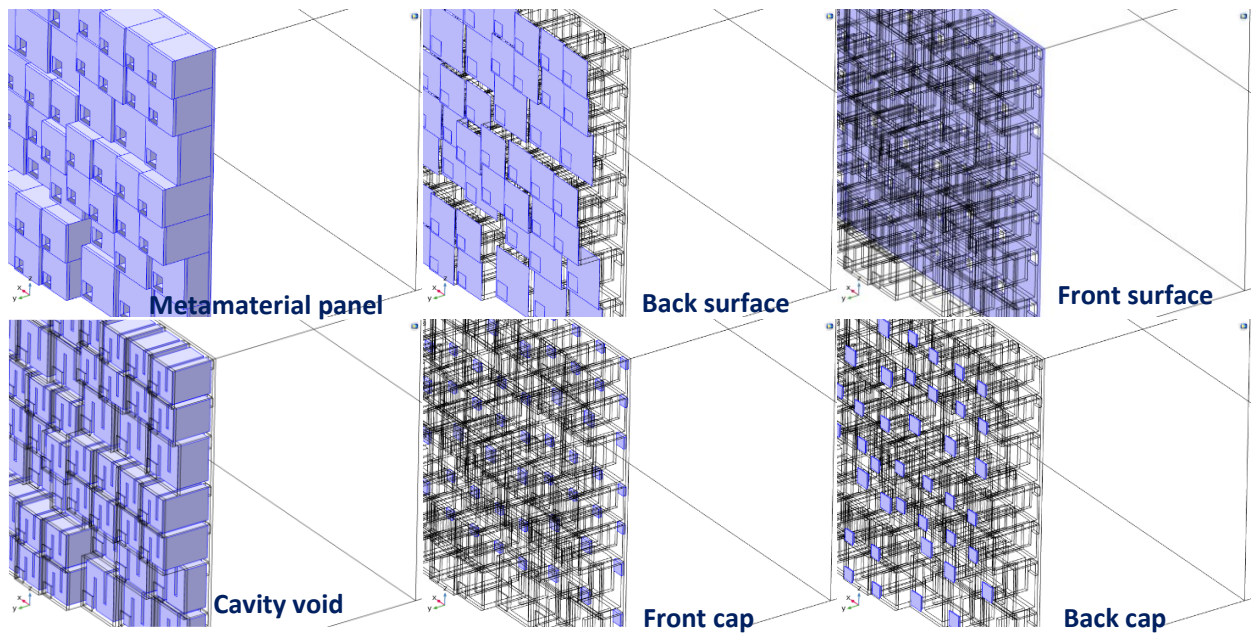 Metamaterial panel
Back surface
Front surface
Cavity void
Front cap
Back cap